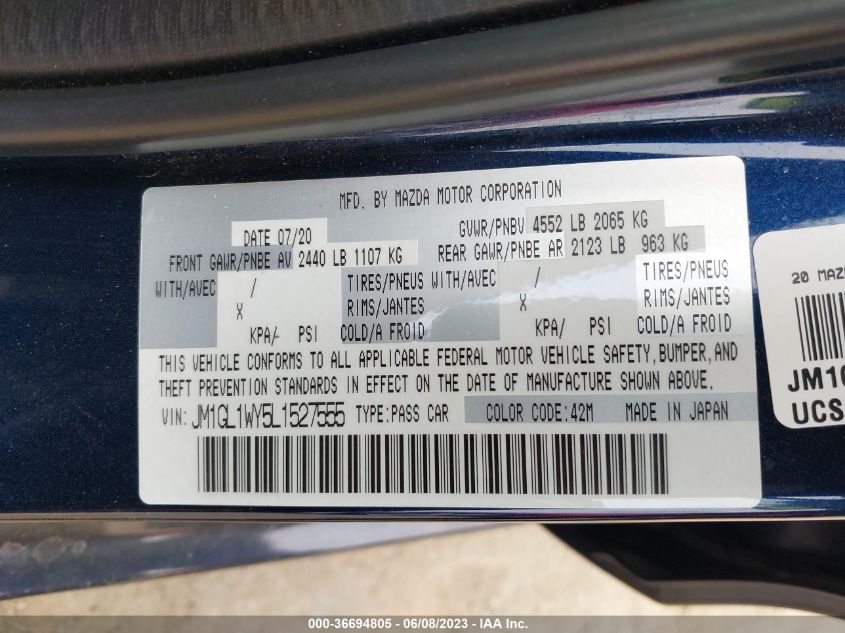 MFD. BY MAZDA MOTOR CORPORATION
DATE 07/20
GVWR/PNBV 4552 LB 2065 KG
FRONT GAWR/PNBE AV 2440 LB 1107 KG
REAR GAWR/PNBE AR 2123 LB 963 KG
WITH/AVEC / TIRES/PNEUS WITH/AVEC / TIRES/PNEUS
X RIMS/JANTES X RIMS/JANTES
KPA/ PSI COLD/A FROID KPA/ PSI COLD/A FROID
THIS VEHICLE CONFORMS TO ALL APPLICABLE FEDERAL MOTOR VEHICLE SAFETY, BUMPER, AND
THEFT PREVENTION STANDARDS IN EFFECT ON THE DATE OF MANUFACTURE SHOWN ABOVE.
VIN: JM1GL1WY5L1527555 TYPE:PASS CAR COLOR CODE:42M MADE IN JAPAN
20 MAZ
JM1G
UCS
000-36694805 - 06/08/2023 - IAA Inc.